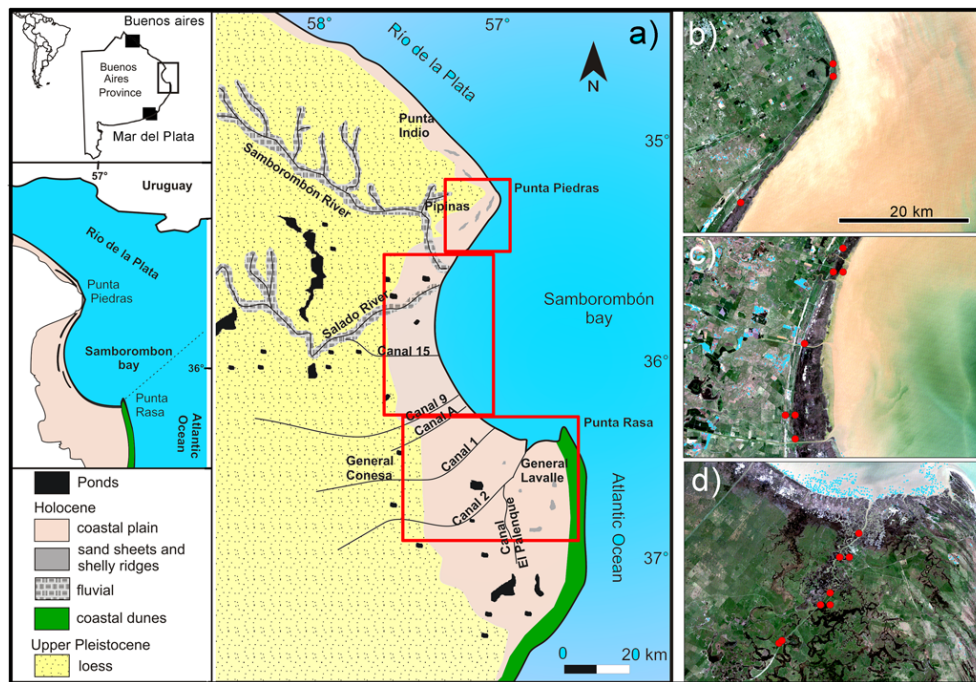 Buenos aires
Buenos
Aires
Province
Mar del Plata
57°
Uruguay
Río de la Plata
Punta
Piedras
Samborombon
bay
36°
Punta
Rasa
Atlantic
Ocean
Ponds
Holocene
coastal plain
sand sheets and
shelly ridges
fluvial
coastal dunes
Upper Pleistocene
loess
58°
57°
a)
Río de la Plata
N
Punta
Indio
35°
Samborombón River
Pipinas
Punta Piedras
Samborombón
bay
Salado River
Canal 15
36°
Canal 9
Canal A
Punta Rasa
Canal 1
General
Conesa
General
Lavalle
Canal 2
Canal
El Palenque
Atlantic Ocean
37°
0
20 km
b)
20 km
c)
d)